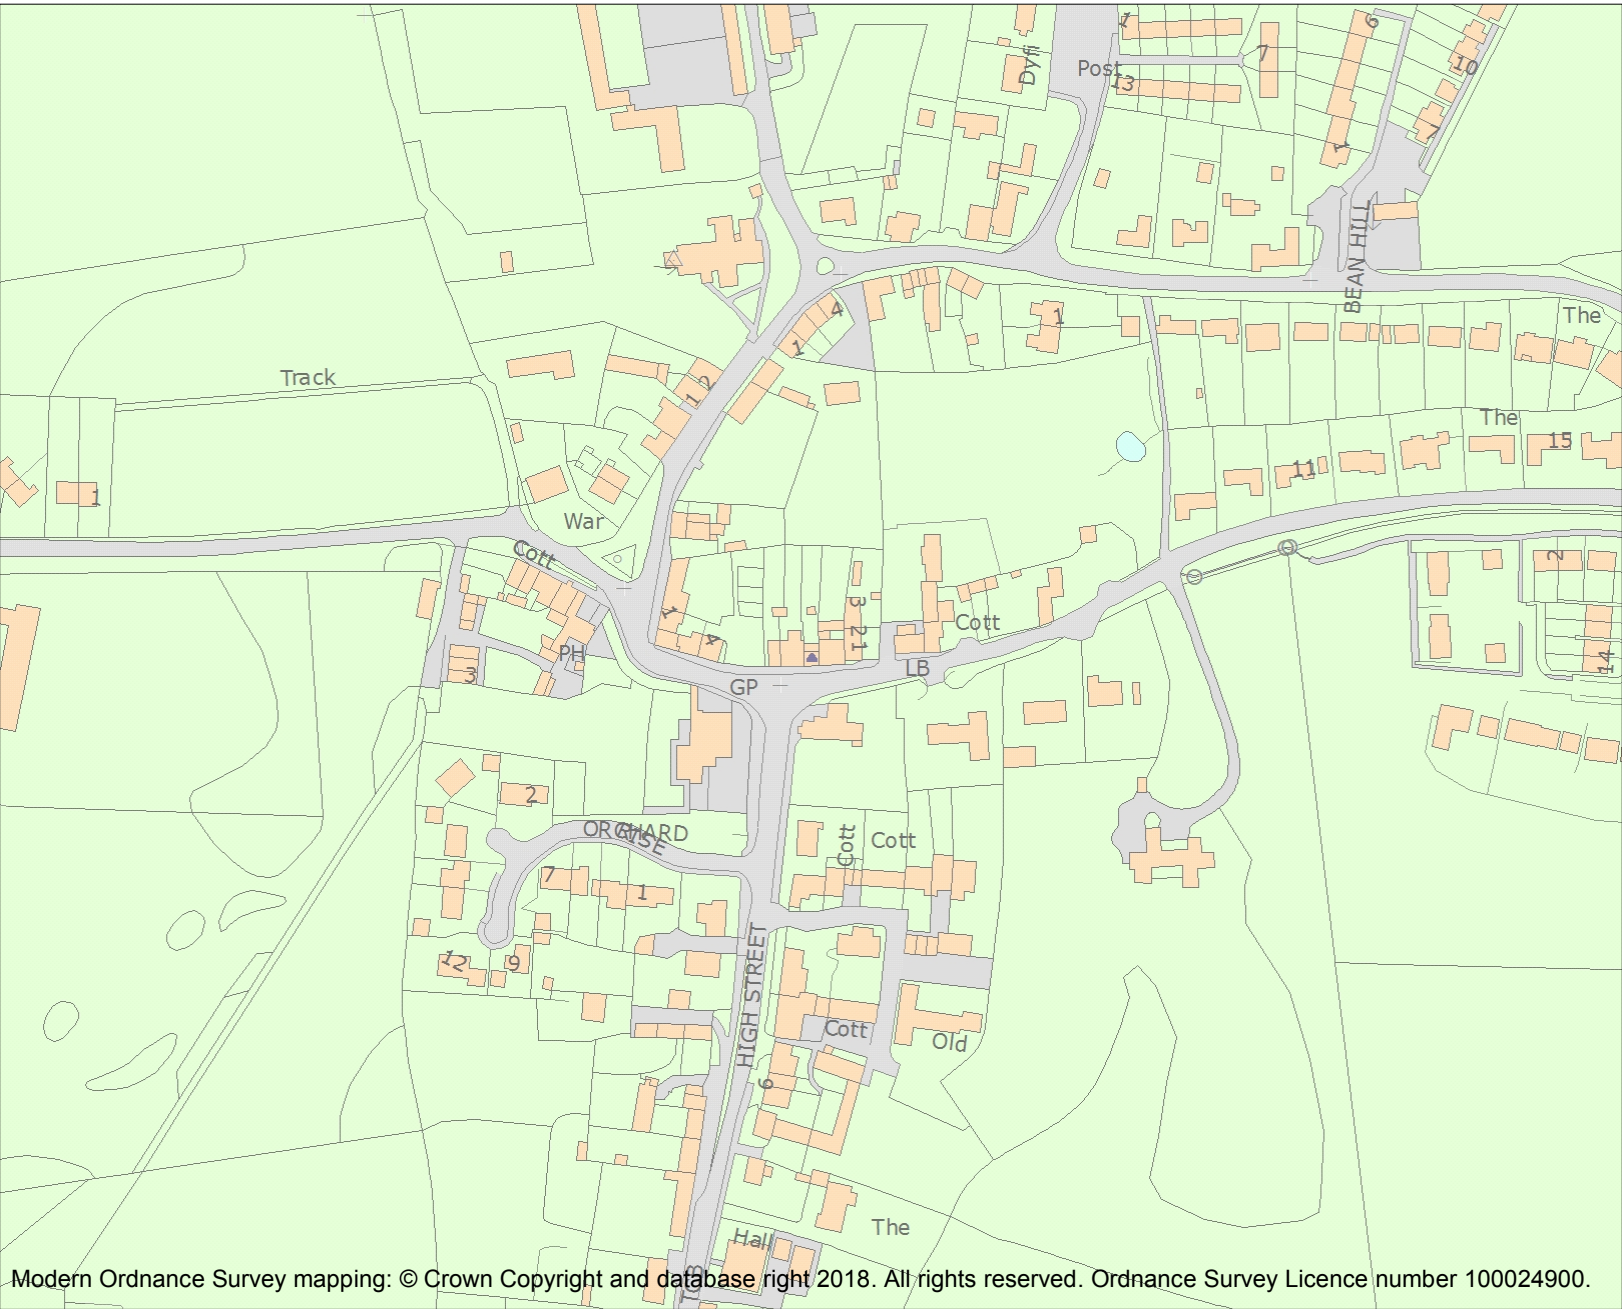 1
6
7
10
Dyfi
Post
13
7
1
BEAN HILL
4
1
1
The
Track
2
1
The
15
11
1
War
Cott
2
1
4
3
2 1
Cott
PH
3
LB
GP
14
2
ORCHARD
RISE
Cott
Cott
7
1
12
9
HIGH STREET
Cott
Old
6
The
Hall
TCB
Modern Ordnance Survey mapping: © Crown Copyright and database right 2018. All rights reserved. Ordnance Survey Licence number 100024900.